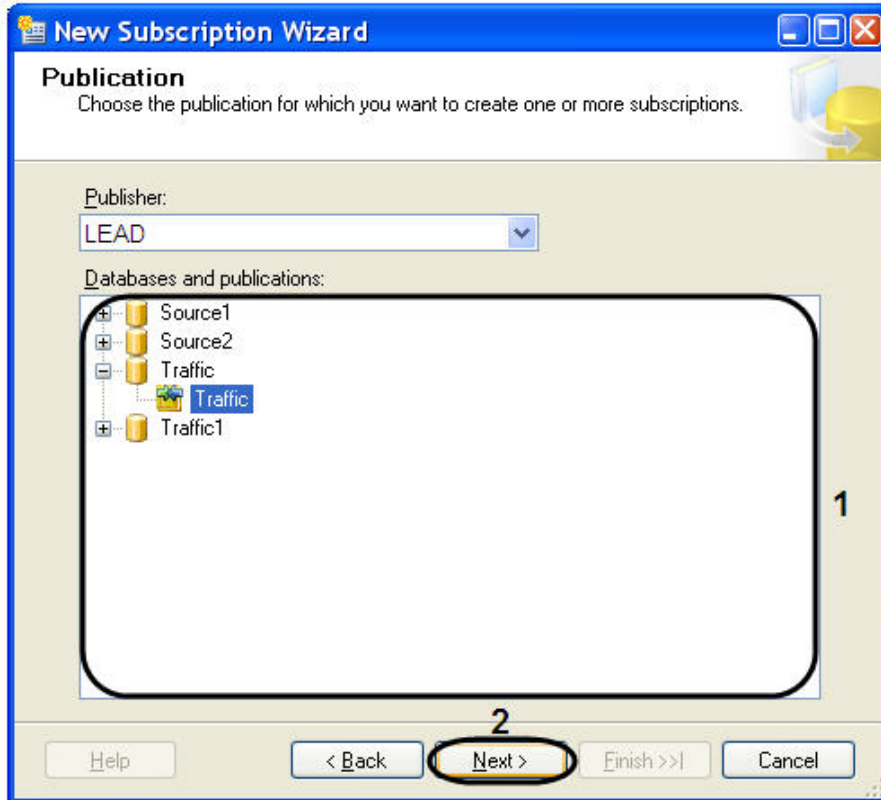 New Subscription Wizard
Publication
Choose the publication for which you want to create one or more subscriptions.
Publisher:
LEAD
Databases and publications:
Source1
Source2
Traffic
Traffic
Traffic1
1
2
Help
< Back
Next >
Finish >>|
Cancel